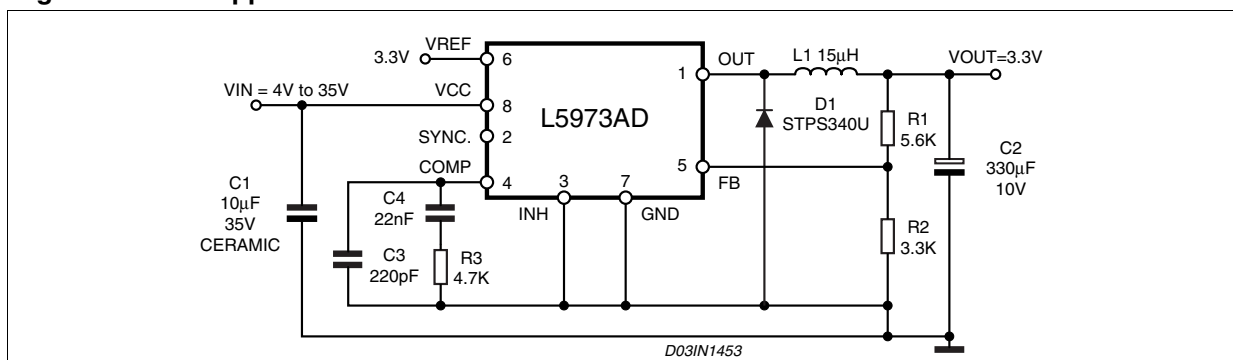 VREF
3.3V
6
VIN = 4V to 35V
VCC
8
SYNC.
2
COMP
4
L5973AD
3
INH
7
GND
1
OUT
5
FB
L1 15µH
VOUT=3.3V
D1
STPS340U
R1
5.6K
R2
3.3K
C2
330µF
10V
C1
10µF
35V
CERAMIC
C4
22nF
C3
220pF
R3
4.7K
D03IN1453